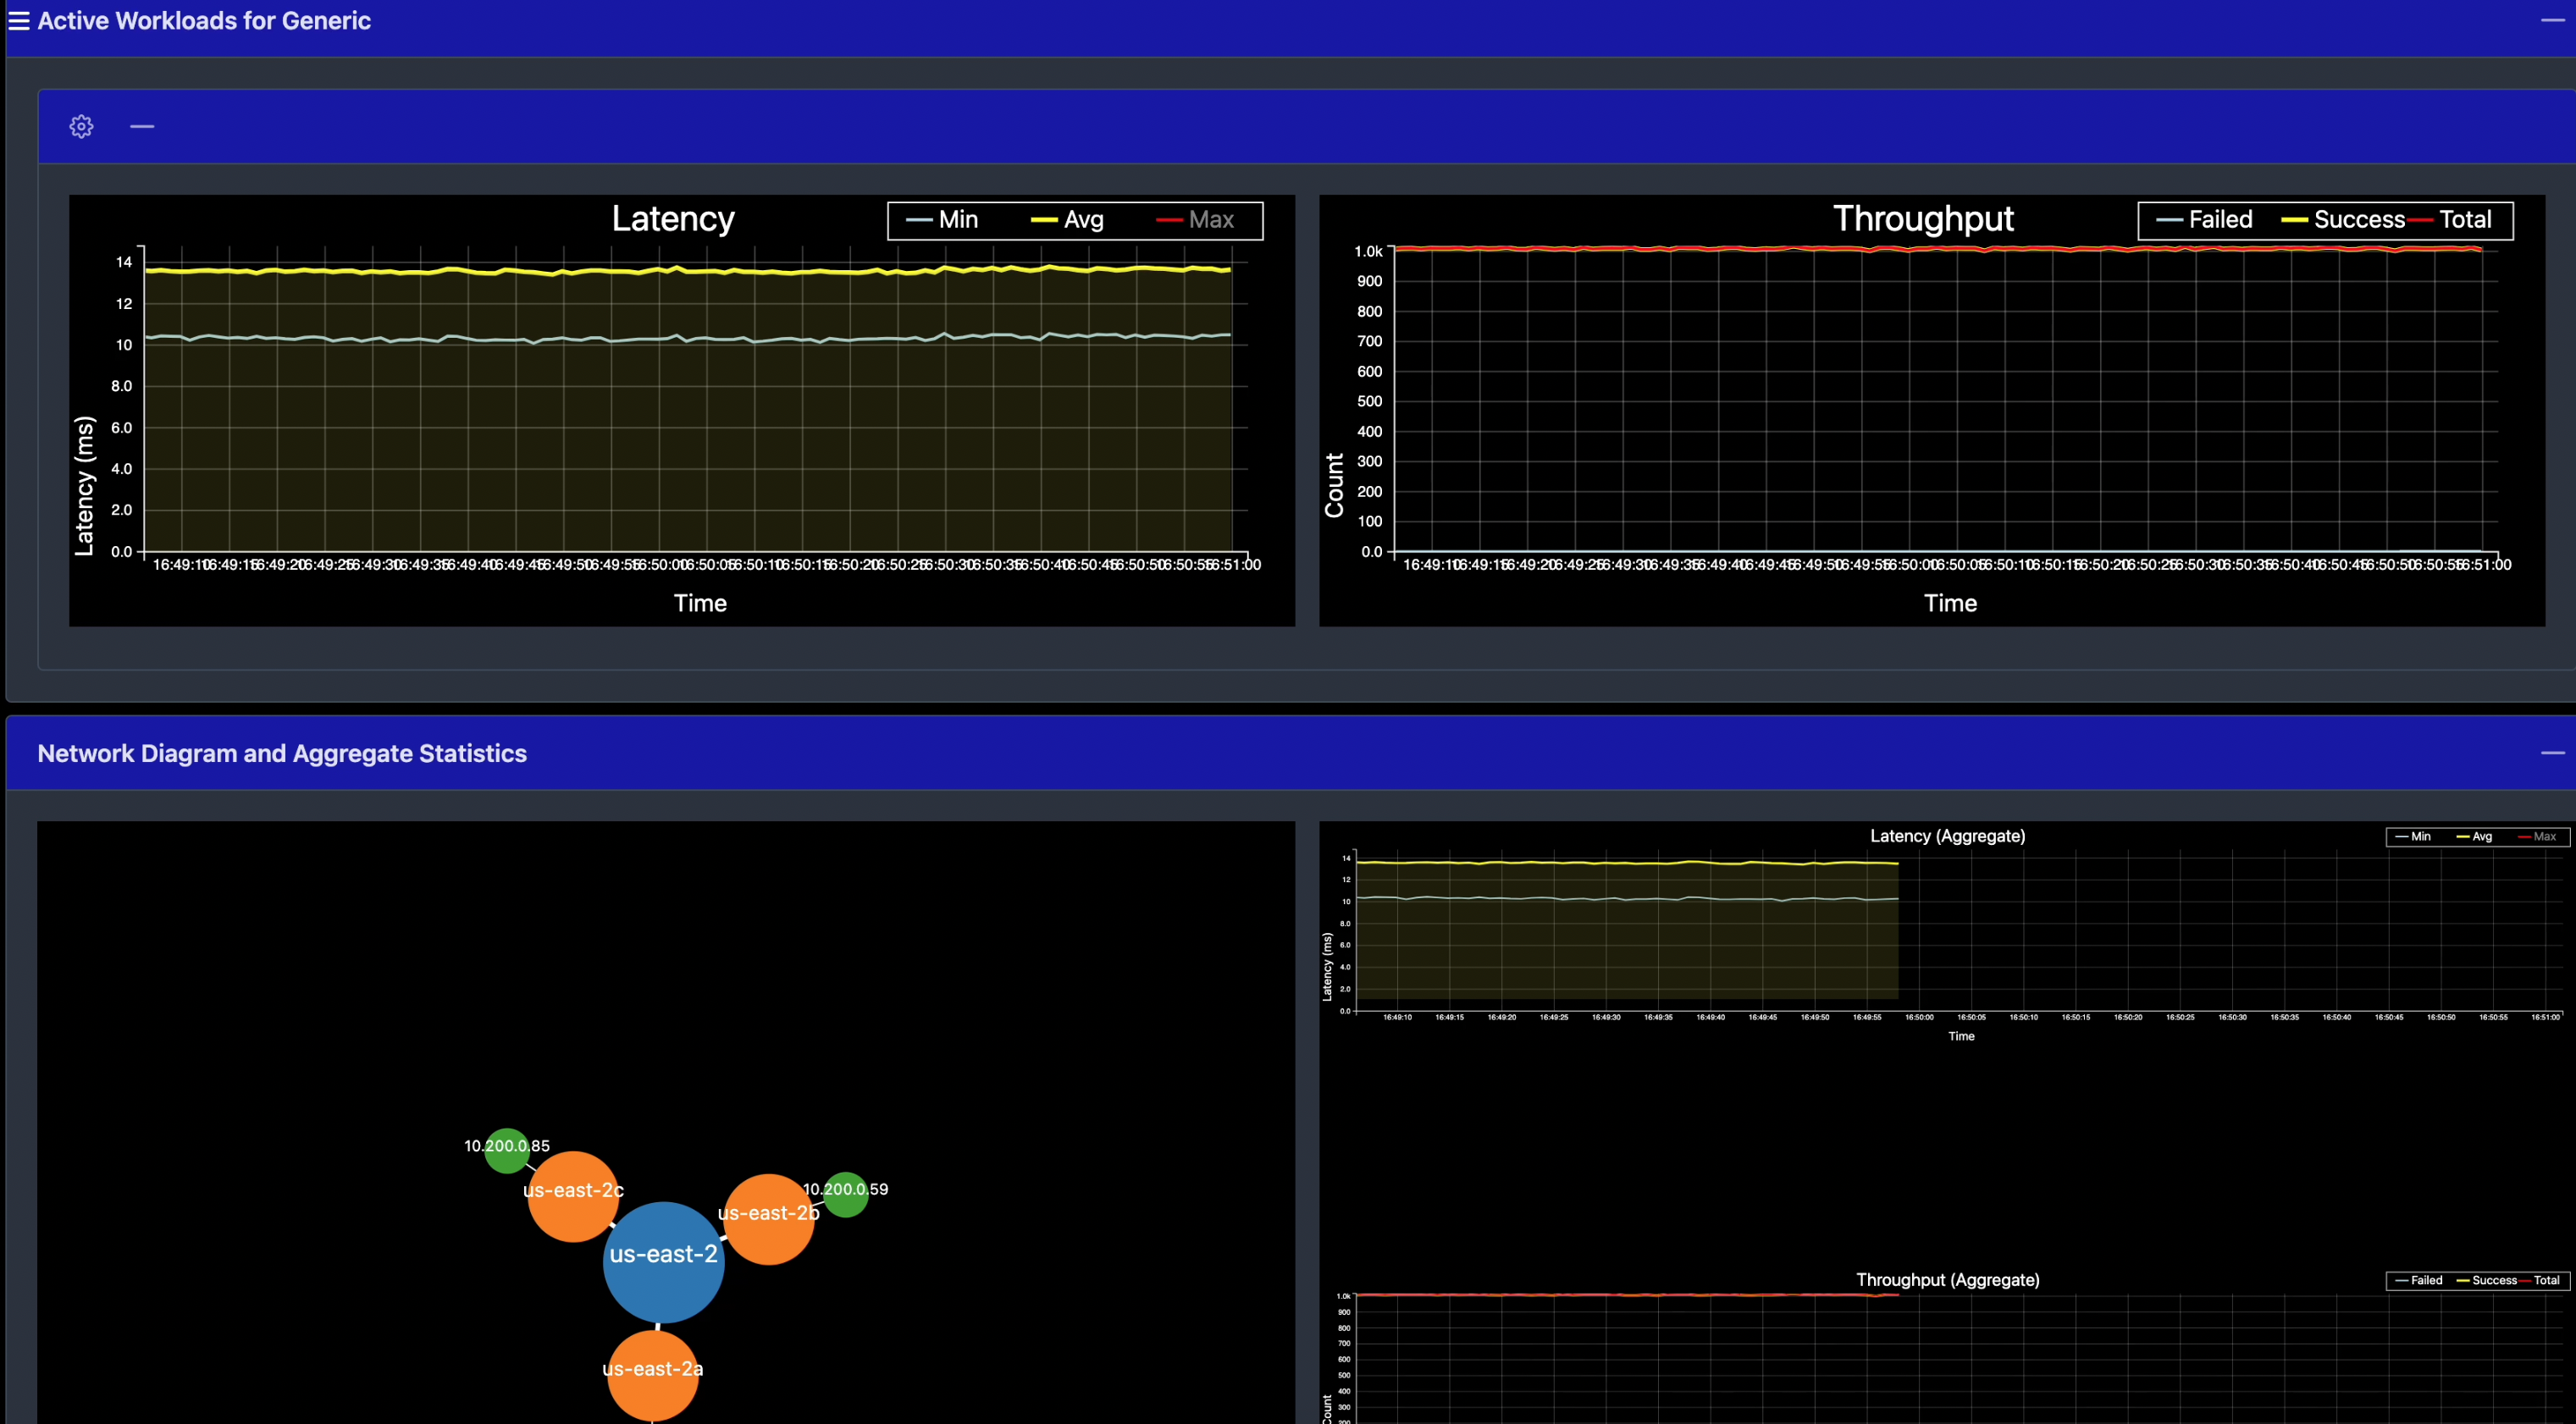 Active Workloads for Generic
Latency
Min Avg Max
14
12
10
8.0
6.0
4.0
2.0
0.0
Latency (ms)
16:49:10 16:49:15 16:49:20 16:49:25 16:49:30 16:49:35 16:49:40 16:49:45 16:49:50 16:49:55 16:50:00 16:50:05 16:50:10 16:50:15 16:50:20 16:50:25 16:50:30 16:50:35 16:50:40 16:50:45 16:50:50 16:50:55 16:51:00
Time
Throughput
Failed Success Total
1.0k
900
800
700
600
500
400
300
200
100
0.0
Count
16:49:10 16:49:15 16:49:20 16:49:25 16:49:30 16:49:35 16:49:40 16:49:45 16:49:50 16:49:55 16:50:00 16:50:05 16:50:10 16:50:15 16:50:20 16:50:25 16:50:30 16:50:35 16:50:40 16:50:45 16:50:50 16:50:55 16:51:00
Time
Network Diagram and Aggregate Statistics
10.200.0.85
us-east-2c
10.200.0.59
us-east-2b
us-east-2
us-east-2a
Latency (Aggregate)
Min Avg Max
14
12
10
8.0
6.0
4.0
2.0
0.0
Latency (ms)
16:49:10 16:49:15 16:49:20 16:49:25 16:49:30 16:49:35 16:49:40 16:49:45 16:49:50 16:49:55 16:50:00 16:50:05 16:50:10 16:50:15 16:50:20 16:50:25 16:50:30 16:50:35 16:50:40 16:50:45 16:50:50 16:50:55 16:51:00
Time
Throughput (Aggregate)
Failed Success Total
1.0k
900
800
700
600
500
400
300
200
Count